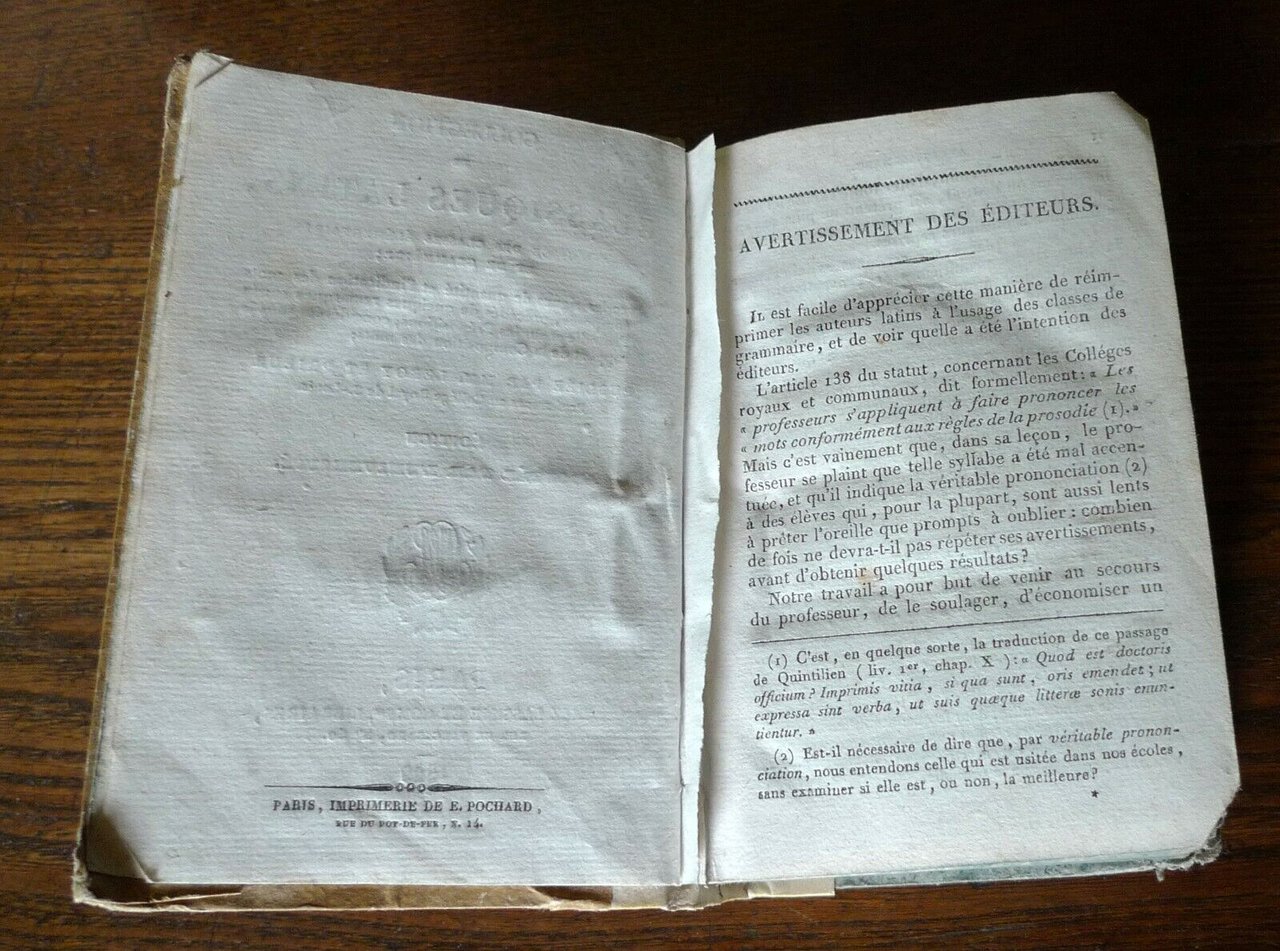 PARIS, IMPRIMERIE DE E. POCHARD,
RUE DU POT-DE-FER, N. 14.
AVERTISSEMENT DES ÉDITEURS.
IL est facile d'apprécier cette manière de réim-
primer les auteurs latins à l'usage des classes de
grammaire, et de voir quelle a été l'intention des
éditeurs.
L'article 138 du statut, concernant les Colléges
royaux et communaux, dit formellement: « Les
« professeurs s'appliquent à faire prononcer les
« mots conformément aux règles de la prosodie (1). »
Mais c'est vainement que, dans sa leçon, le pro-
fesseur se plaint que telle syllabe a été mal accen-
tuée, et qu'il indique la véritable prononciation (2)
à des élèves qui, pour la plupart, sont aussi lents
à prêter l'oreille que prompts à oublier: combien
de fois ne devra-t-il pas répéter ses avertissements,
avant d'obtenir quelques résultats?
Notre travail a pour but de venir au secours
du professeur, de le soulager, d'économiser un
(1) C'est, en quelque sorte, la traduction de ce passage
de Quintilien (liv. 1er, chap. X): « Quod est doctoris
officium? Imprimis vitia, si qua sunt, oris emendet; ut
expressa sint verba, ut suis quæque litteræ sonis enun-
tientur. »
(2) Est-il nécessaire de dire que, par véritable pronon-
ciation, nous entendons celle qui est usitée dans nos écoles,
sans examiner si elle est, ou non, la meilleure?
*